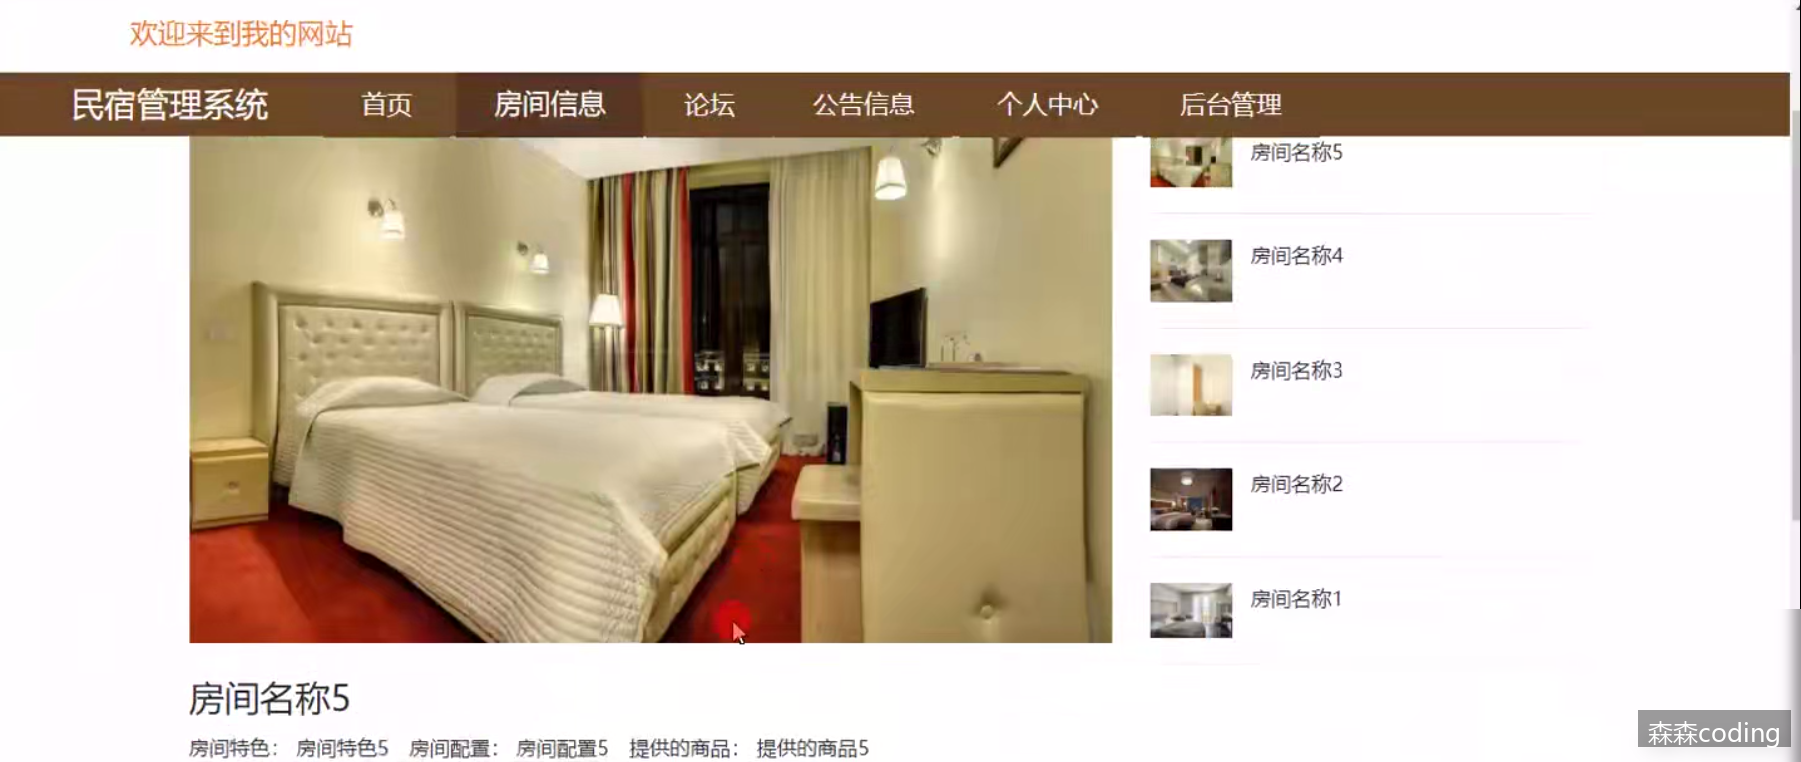 欢迎来到我的网站
民宿管理系统 首页 房间信息 论坛 公告信息 个人中心 后台管理
房间名称5
房间名称4
房间名称3
房间名称2
房间名称1
房间名称5
房间特色： 房间特色5 房间配置： 房间配置5 提供的商品： 提供的商品5
森森coding